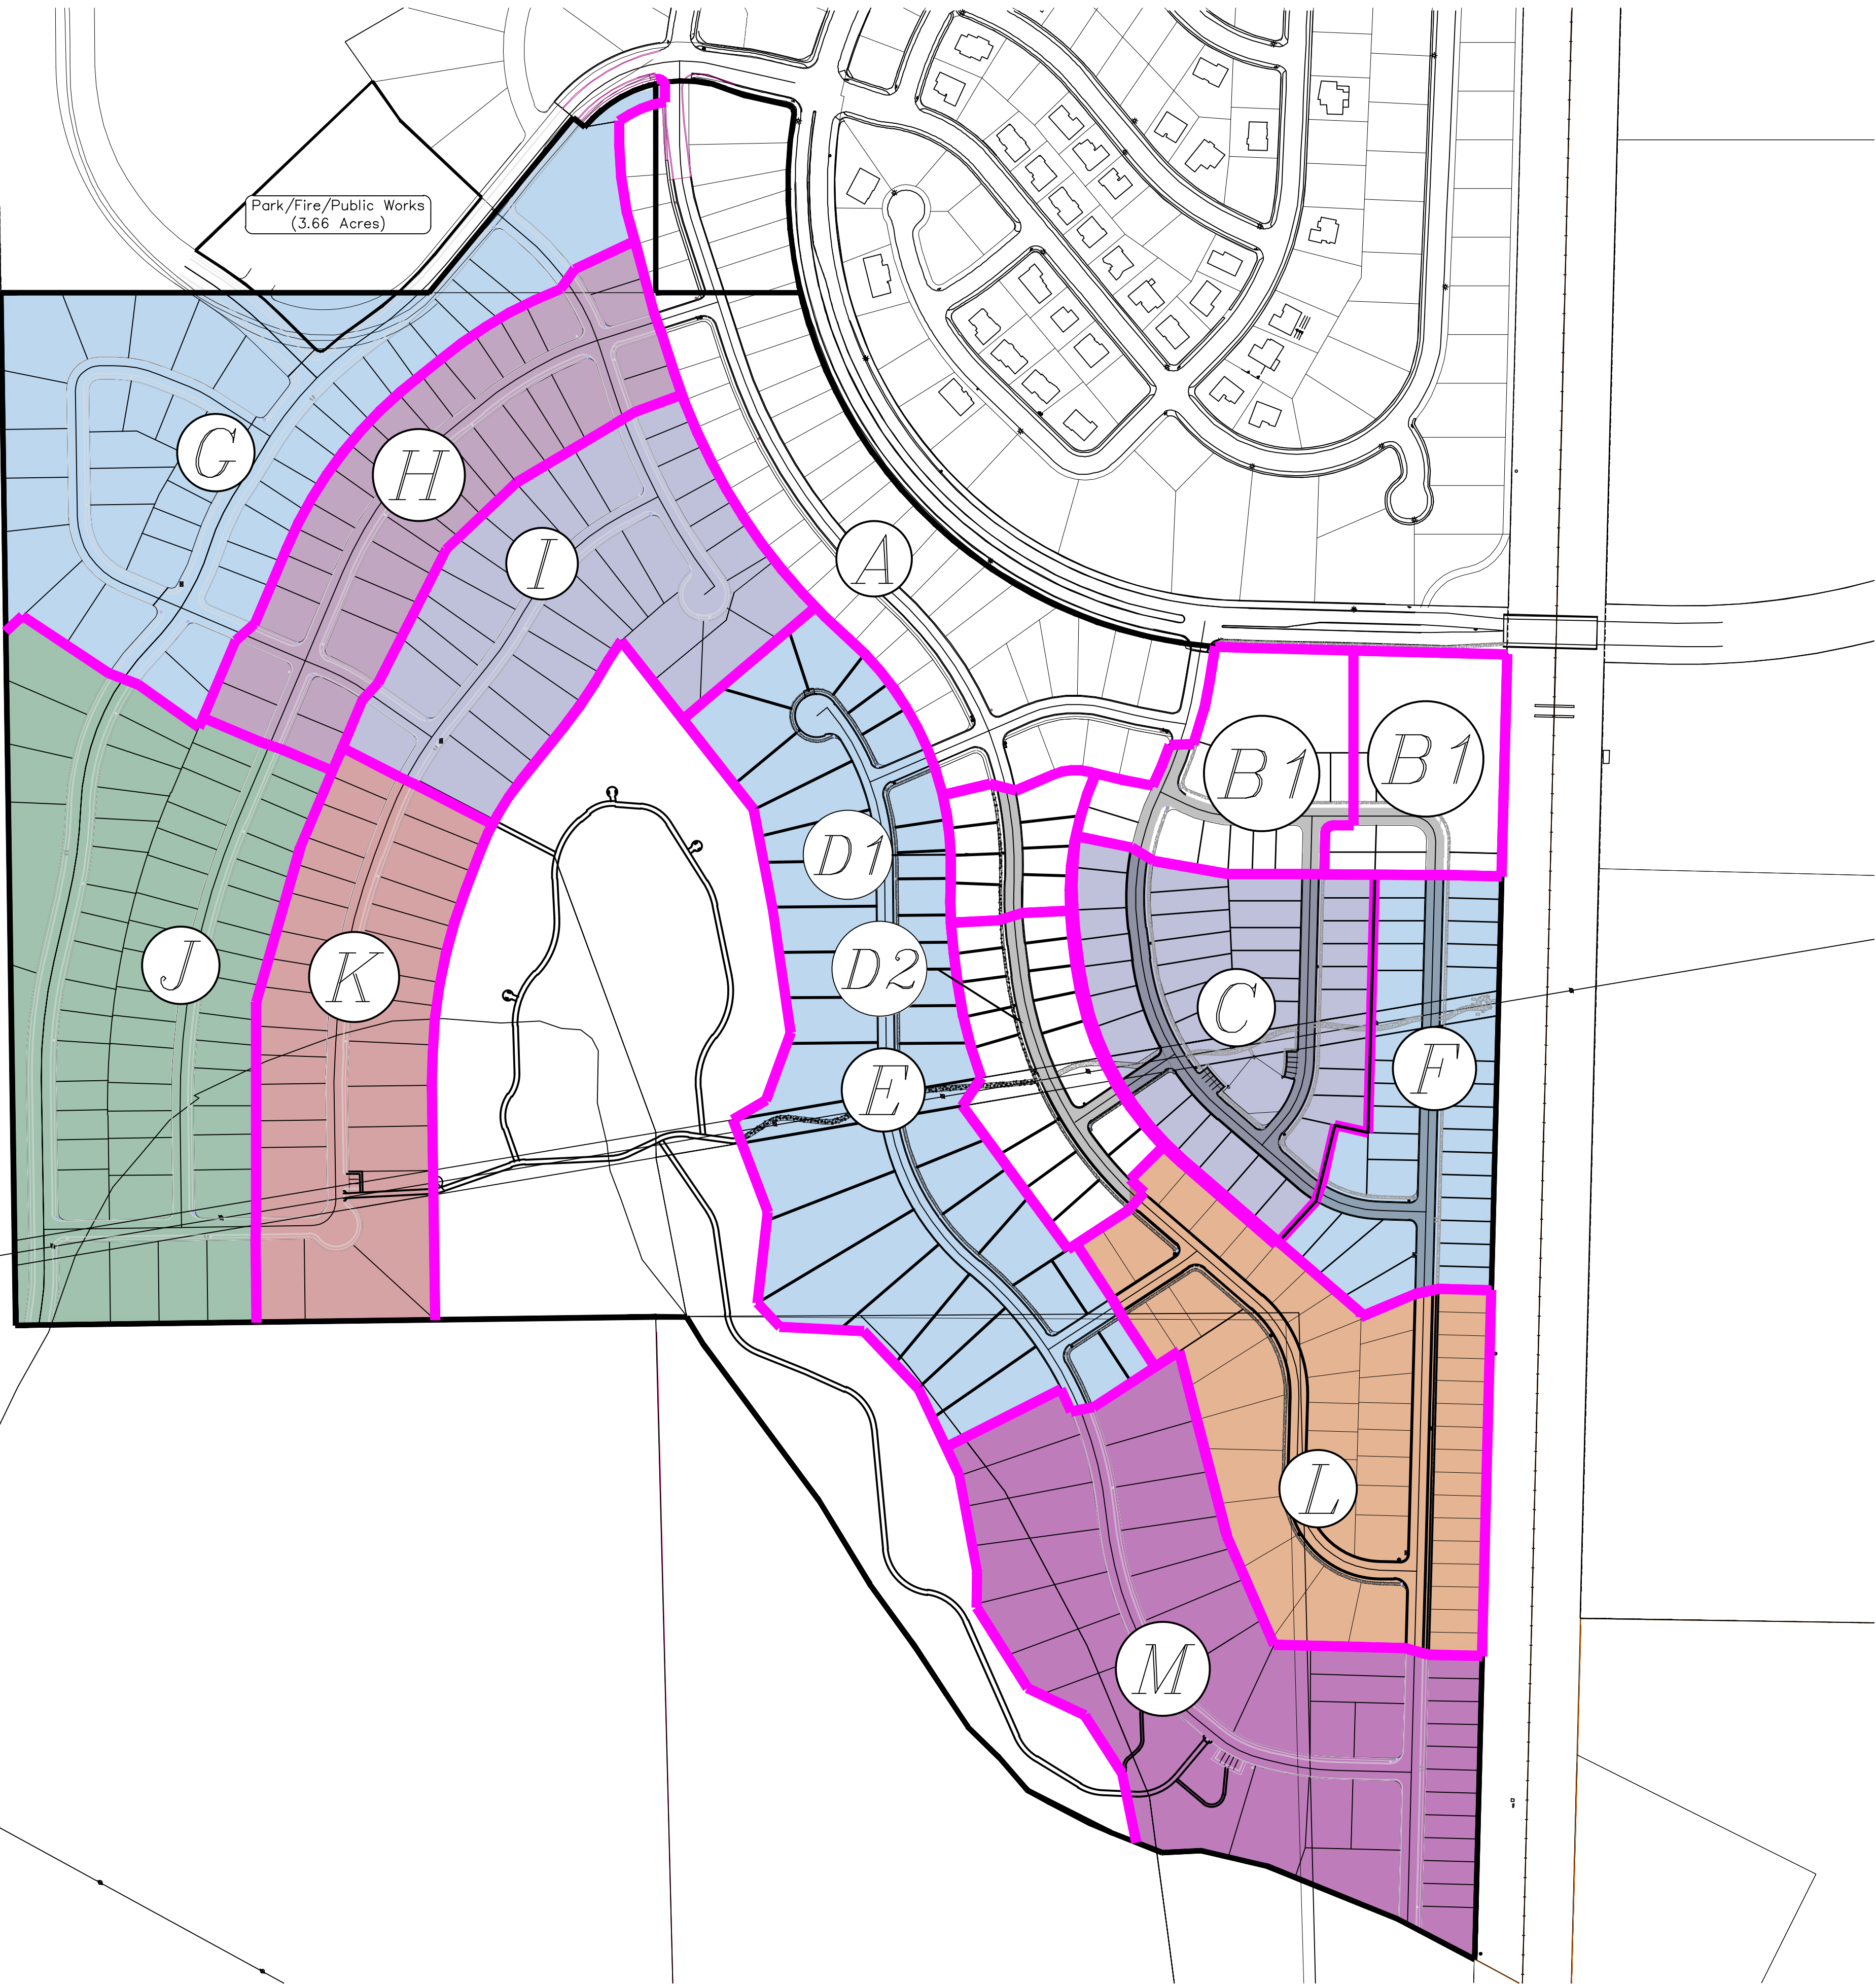 Park/Fire/Public Works
(3.66 Acres)
G
H
I
A
B1
B1
D1
D2
J
K
C
E
F
L
M